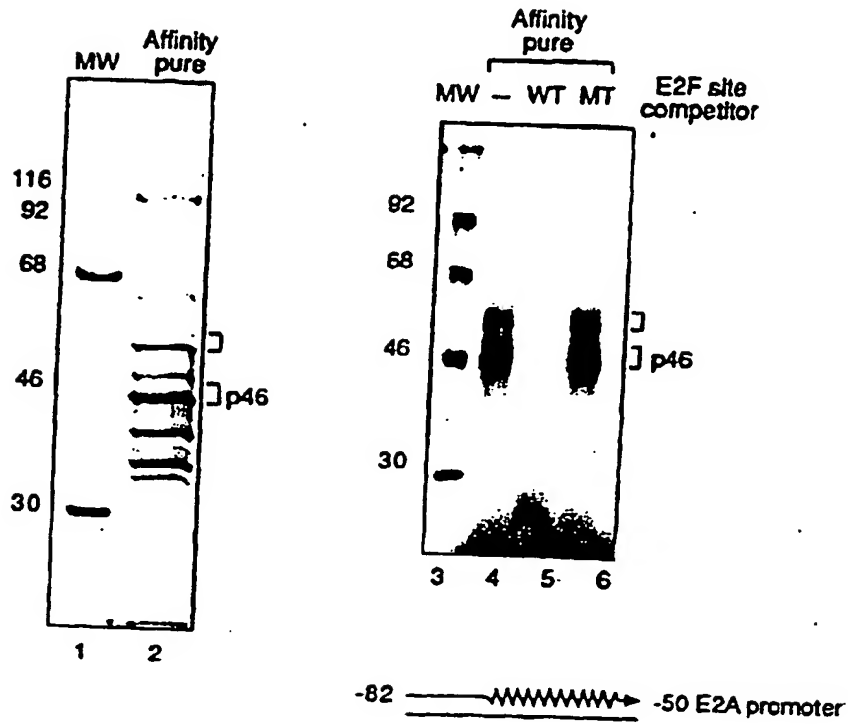 MW
Affinity
pure
116
92
68
46
30
p46
1
2
Affinity
pure
MW
–
WT
MT
E2F site
competitor
92
68
46
30
p46
3
4
5
6
-82
-50 E2A promoter